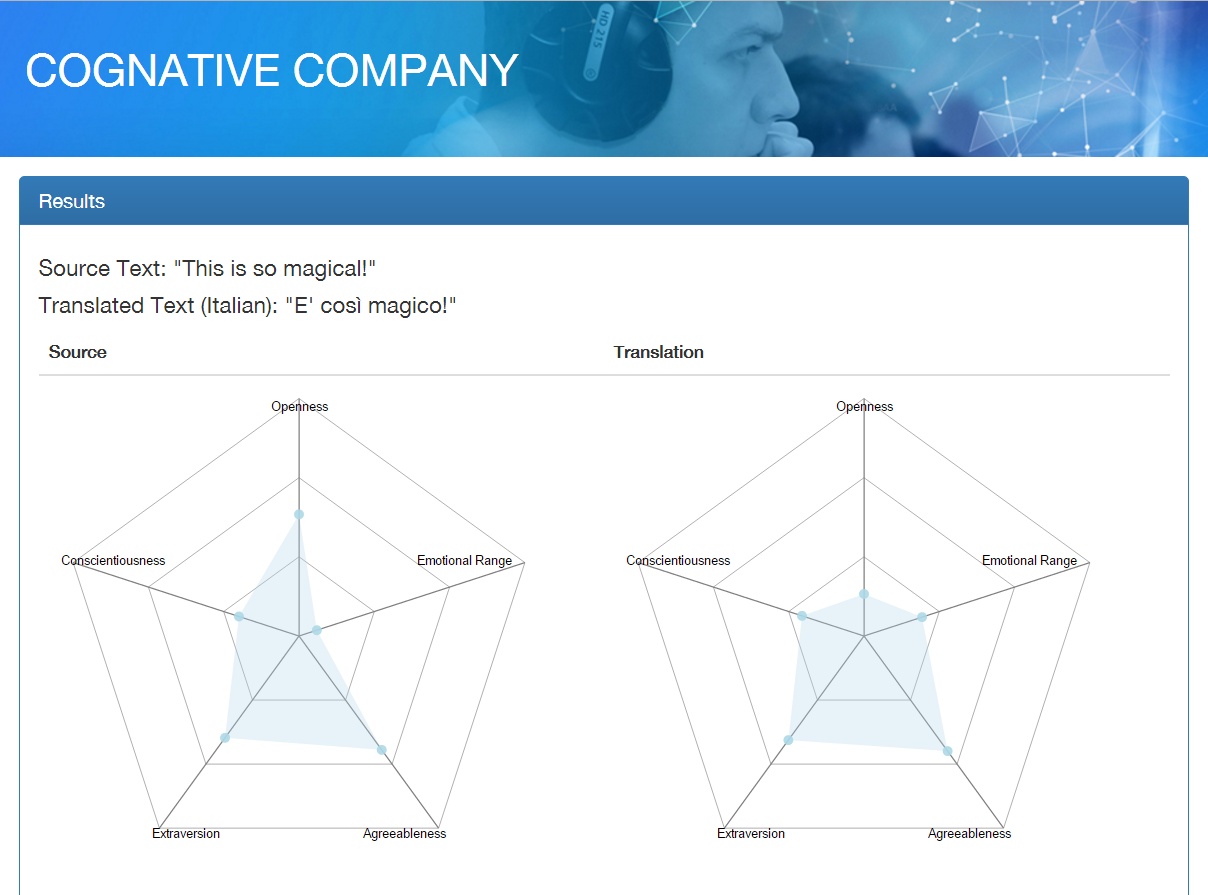 HD 215
COGNATIVE COMPANY
Results
Source Text: "This is so magical!"
Translated Text (Italian): "E' così magico!"
Source
Translation
Openness
Openness
Conscientiousness
Emotional Range
Conscientiousness
Emotional Range
Extraversion
Agreeableness
Extraversion
Agreeableness